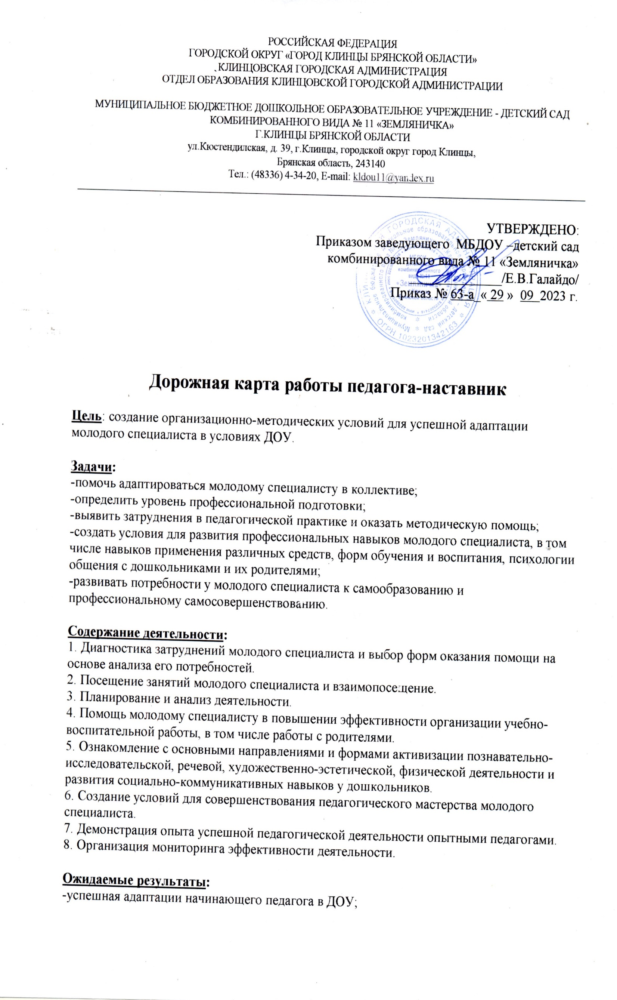 РОССИЙСКАЯ ФЕДЕРАЦИЯ
ГОРОДСКОЙ ОКРУГ «ГОРОД КЛИНЦЫ БРЯНСКОЙ ОБЛАСТИ»
КЛИНЦОВСКАЯ ГОРОДСКАЯ АДМИНИСТРАЦИЯ
ОТДЕЛ ОБРАЗОВАНИЯ КЛИНЦОВСКОЙ ГОРОДСКОЙ АДМИНИСТРАЦИИ
МУНИЦИПАЛЬНОЕ БЮДЖЕТНОЕ ДОШКОЛЬНОЕ ОБРАЗОВАТЕЛЬНОЕ УЧРЕЖДЕНИЕ - ДЕТСКИЙ САД
КОМБИНИРОВАННОГО ВИДА № 11 «ЗЕМЛЯНИЧКА»
Г.КЛИНЦЫ БРЯНСКОЙ ОБЛАСТИ
ул.Кюстендилская, д. 39, г.Клинцы, городской округ город Клинцы,
Брянская область, 243140
Тел.: (48336) 4-34-20, E-mail: kldou11@yandex.ru
УТВЕРЖДЕНО:
Приказом заведующего МБДОУ –детский сад
комбинированного вида № 11 «Земляничка»
/Е.В.Галайдо/
Приказ № 63-а_«_29_» 09_2023 г.
ГОРОДСКАЯ АДМИНИСТРАЦИЯ
ОГРН 1023201342163
Дорожная карта работы педагога-наставник
Цель: создание организационно-методических условий для успешной адаптации
молодого специалиста в условиях ДОУ.
Задачи:
-помочь адаптироваться молодому специалисту в коллективе;
-определить уровень профессиональной подготовки;
-выявить затруднения в педагогической практике и оказать методическую помощь;
-создать условия для развития профессиональных навыков молодого специалиста, в том
числе навыков применения различных средств, форм обучения и воспитания, психологии
общения с дошкольниками и их родителями;
-развивать потребности у молодого специалиста к самообразованию и
профессиональному самосовершенствованию.
Содержание деятельности:
1. Диагностика затруднений молодого специалиста и выбор форм оказания помощи на
основе анализа его потребностей.
2. Посещение занятий молодого специалиста и взаимопосещение.
3. Планирование и анализ деятельности.
4. Помощь молодому специалисту в повышении эффективности организации учебно-
воспитательной работы, в том числе работы с родителями.
5. Ознакомление с основными направлениями и формами активизации познавательно-
исследовательской, речевой, художественно-эстетической, физической деятельности и
развития социально-коммуникативных навыков у дошкольников.
6. Создание условий для совершенствования педагогического мастерства молодого
специалиста.
7. Демонстрация опыта успешной педагогической деятельности опытными педагогами.
8. Организация мониторинга эффективности деятельности.
Ожидаемые результаты:
-успешная адаптации начинающего педагога в ДОУ;